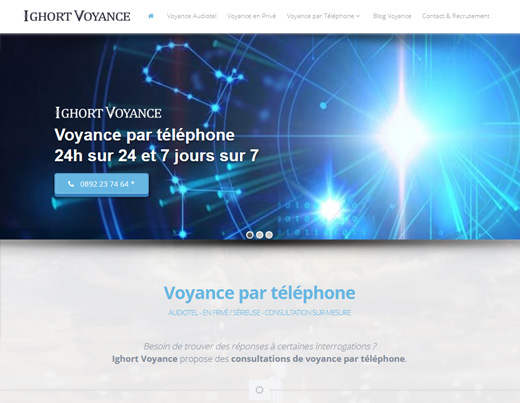 IGHORT VOYANCE
Voyance Audiotel Voyance en Privé Voyance par Téléphone Blog Voyance Contact & Recrutement
IGHORT VOYANCE
Voyance par téléphone
24h sur 24 et 7 jours sur 7
0892 23 74 64 *
Voyance par téléphone
AUDIOTEL - EN PRIVÉ / SÉRIEUSE - CONSULTATION SUR MESURE
Besoin de trouver des réponses à certaines interrogations ?
Ighort Voyance propose des consultations de voyance par téléphone.